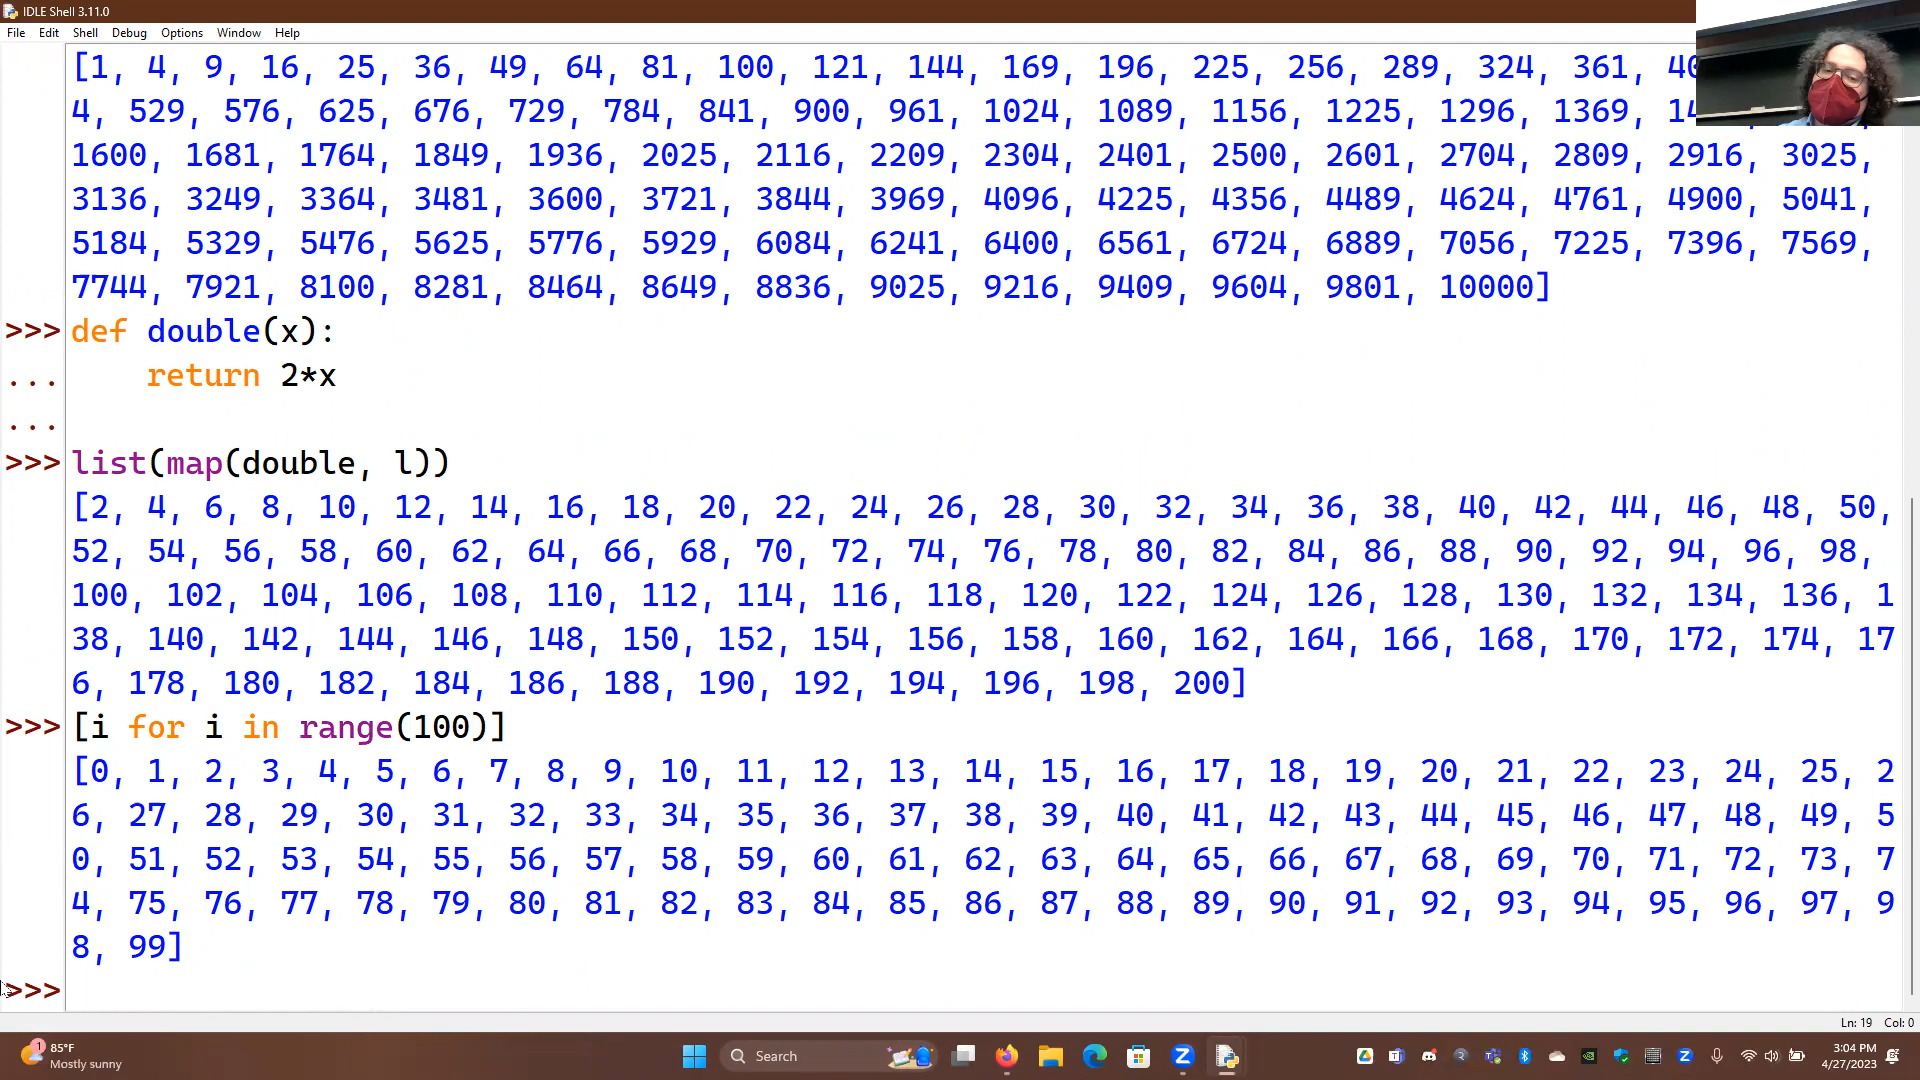 IDLE Shell 3.11.0
File Edit Shell Debug Options Window Help
[1, 4, 9, 16, 25, 36, 49, 64, 81, 100, 121, 144, 169, 196, 225, 256, 289, 324, 361,
4, 529, 576, 625, 676, 729, 784, 841, 900, 961, 1024, 1089, 1156, 1225, 1296, 1369,
1600, 1681, 1764, 1849, 1936, 2025, 2116, 2209, 2304, 2401, 2500, 2601, 2704, 2809, 2916, 3025,
3136, 3249, 3364, 3481, 3600, 3721, 3844, 3969, 4096, 4225, 4356, 4489, 4624, 4761, 4900, 5041,
5184, 5329, 5476, 5625, 5776, 5929, 6084, 6241, 6400, 6561, 6724, 6889, 7056, 7225, 7396, 7569,
7744, 7921, 8100, 8281, 8464, 8649, 8836, 9025, 9216, 9409, 9604, 9801, 10000]
>>> def double(x):
... return 2*x
...
>>> list(map(double, l))
[2, 4, 6, 8, 10, 12, 14, 16, 18, 20, 22, 24, 26, 28, 30, 32, 34, 36, 38, 40, 42, 44, 46, 48, 50,
52, 54, 56, 58, 60, 62, 64, 66, 68, 70, 72, 74, 76, 78, 80, 82, 84, 86, 88, 90, 92, 94, 96, 98,
100, 102, 104, 106, 108, 110, 112, 114, 116, 118, 120, 122, 124, 126, 128, 130, 132, 134, 136, 1
38, 140, 142, 144, 146, 148, 150, 152, 154, 156, 158, 160, 162, 164, 166, 168, 170, 172, 174, 17
6, 178, 180, 182, 184, 186, 188, 190, 192, 194, 196, 198, 200]
>>> [i for i in range(100)]
[0, 1, 2, 3, 4, 5, 6, 7, 8, 9, 10, 11, 12, 13, 14, 15, 16, 17, 18, 19, 20, 21, 22, 23, 24, 25, 2
6, 27, 28, 29, 30, 31, 32, 33, 34, 35, 36, 37, 38, 39, 40, 41, 42, 43, 44, 45, 46, 47, 48, 49, 5
0, 51, 52, 53, 54, 55, 56, 57, 58, 59, 60, 61, 62, 63, 64, 65, 66, 67, 68, 69, 70, 71, 72, 73, 7
4, 75, 76, 77, 78, 79, 80, 81, 82, 83, 84, 85, 86, 87, 88, 89, 90, 91, 92, 93, 94, 95, 96, 97, 9
8, 99]
>>>
Ln: 19 Col: 0
1
85°F
Mostly sunny
Search
3:04 PM
4/27/2023